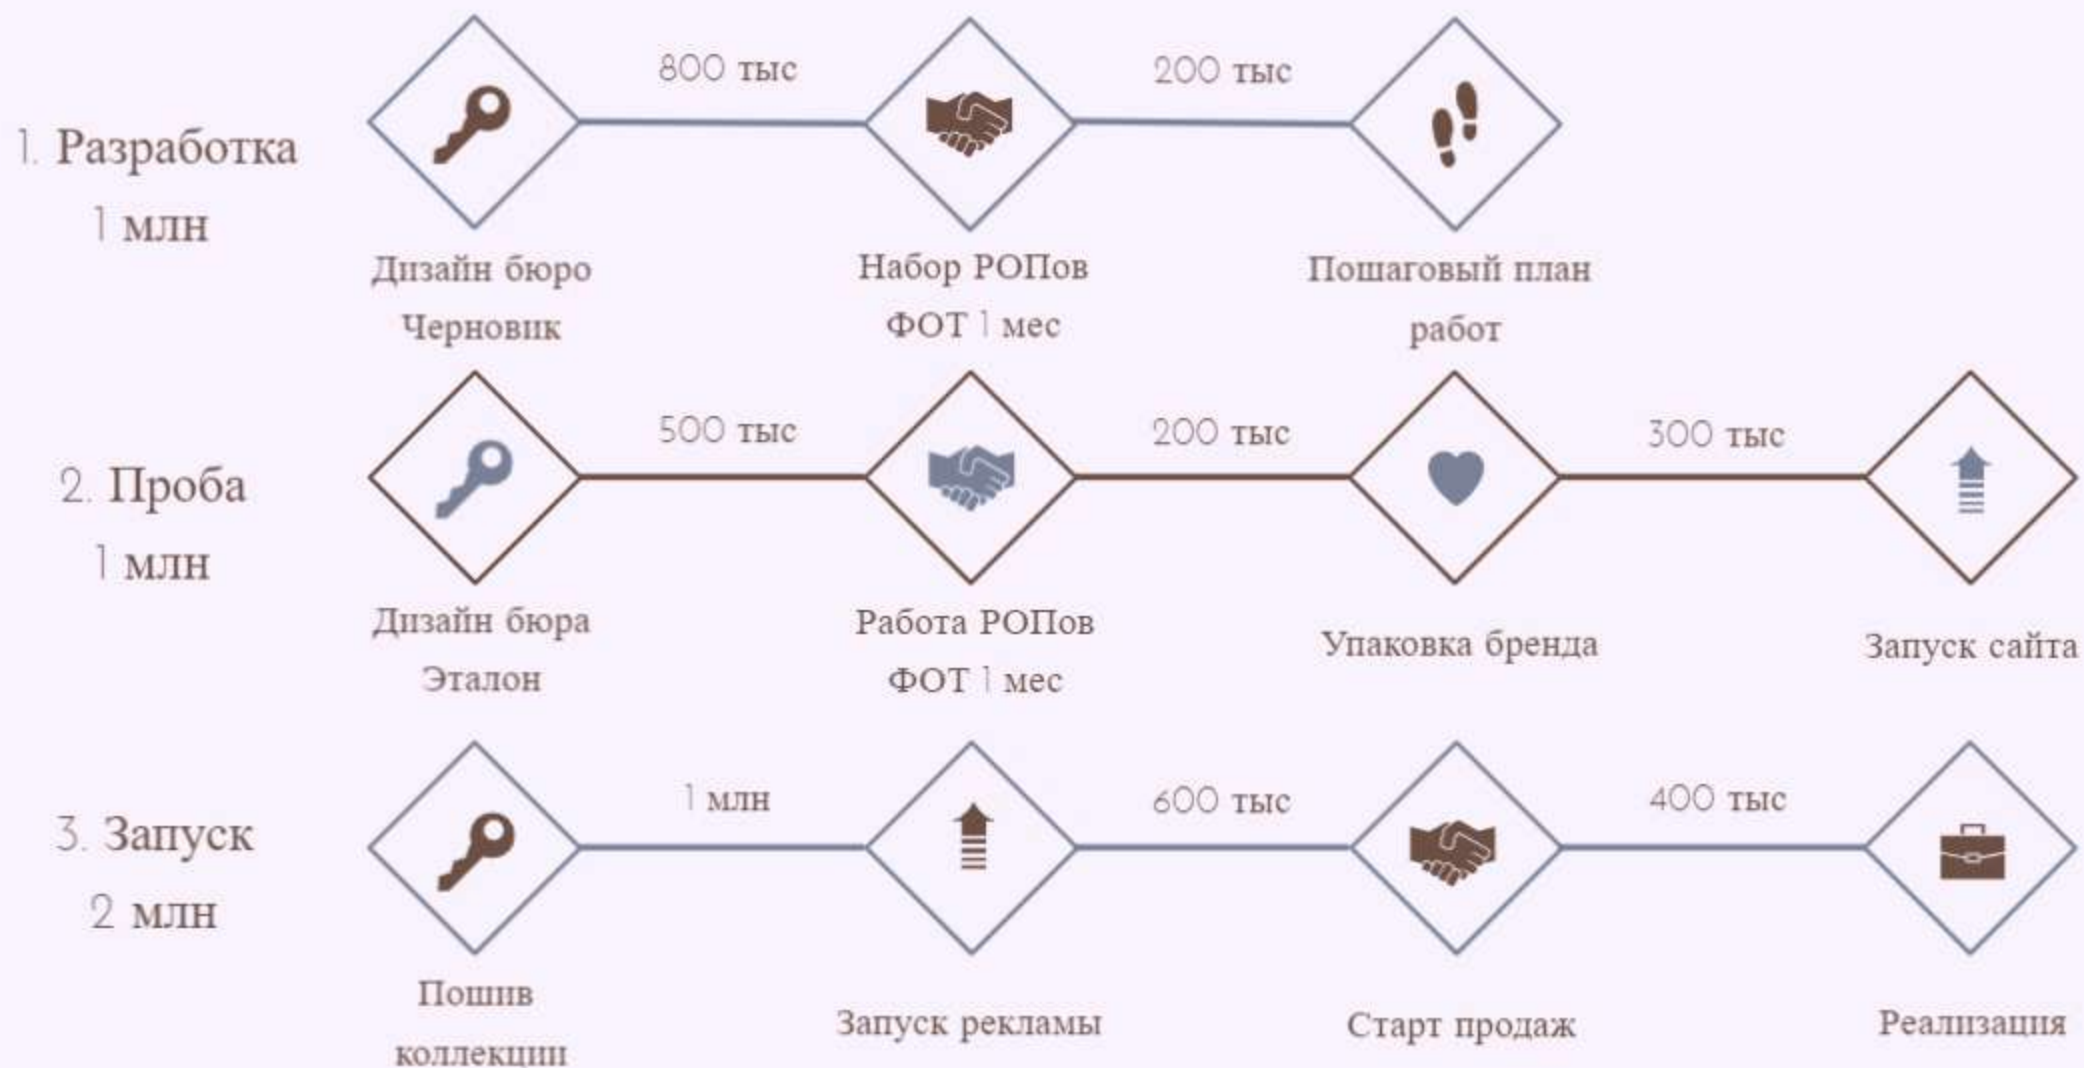 800 тыс
200 тыс
1. Разработка
1 млн
Дизайн бюро
Черновик
Набор РОПов
ФОТ 1 мес
Пошаговый план
работ
500 тыс
200 тыс
300 тыс
2. Проба
1 млн
Дизайн бюра
Эталон
Работа РОПов
ФОТ 1 мес
Упаковка бренда
Запуск сайта
1 млн
600 тыс
400 тыс
3. Запуск
2 млн
Пошив
коллекции
Запуск рекламы
Старт продаж
Реализация